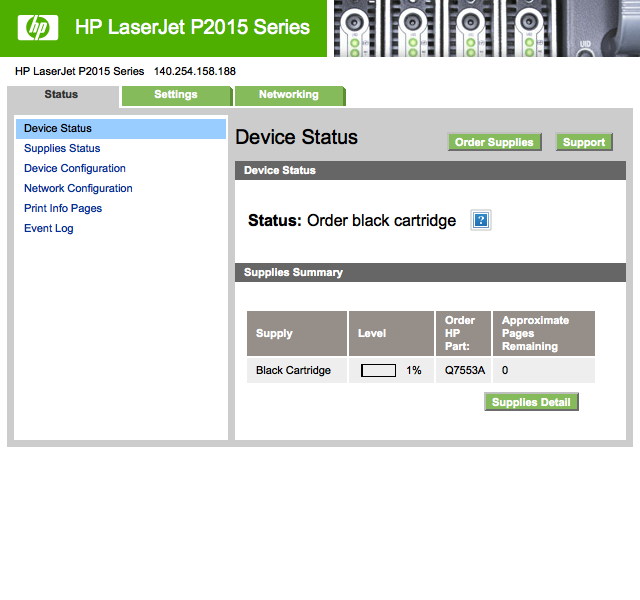 hp
HP LaserJet P2015 Series
UID
HP LaserJet P2015 Series 140.254.158.188
Status
Settings
Networking
Device Status
Supplies Status
Device Configuration
Network Configuration
Print Info Pages
Event Log
Device Status
Order Supplies
Support
Device Status
Status: Order black cartridge
?
Supplies Summary
Supply
Level
Order
HP
Part:
Approximate
Pages
Remaining
Black Cartridge
1%
Q7553A
0
Supplies Detail